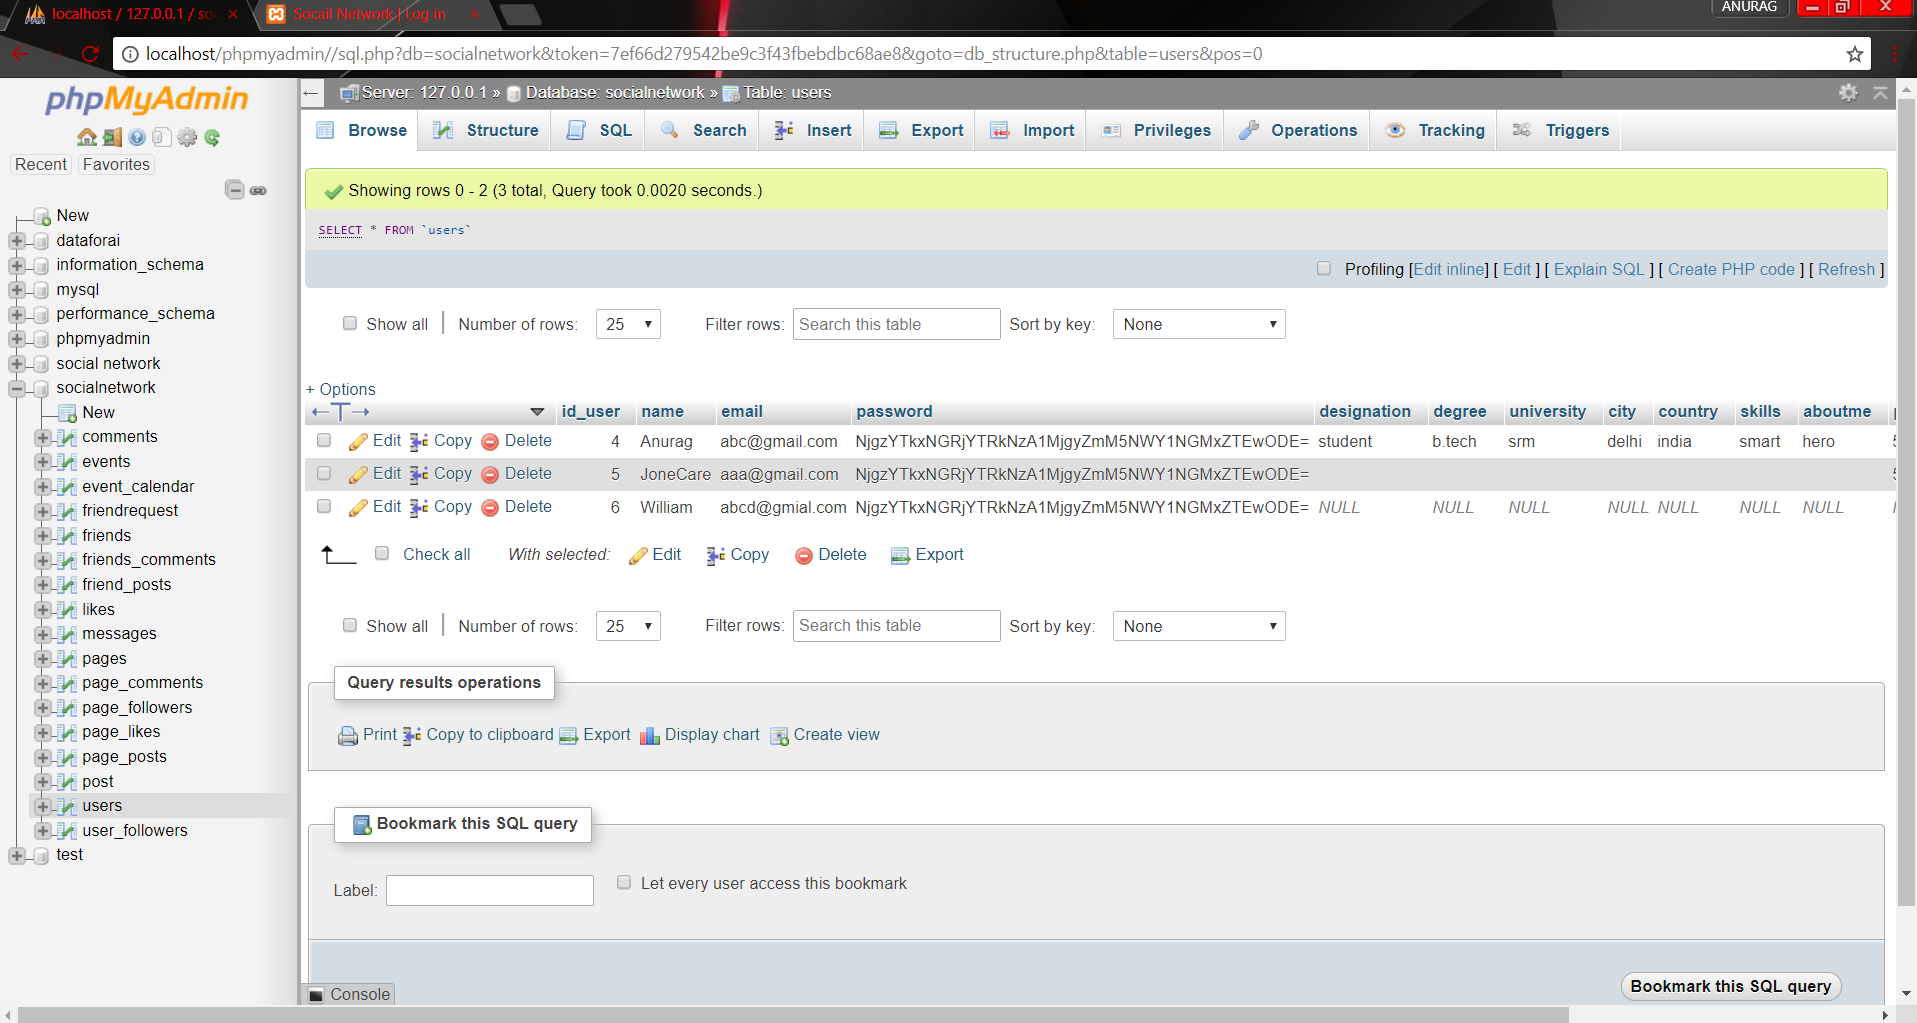 localhost / 127.0.0.1 / so
Socail Network | Log in
ANURAG
localhost/phpmyadmin//sql.php?db=socialnetwork&token=7ef66d279542be9c3f43fbebdbc68ae8&goto=db_structure.php&table=users&pos=0
phpMyAdmin
Recent Favorites
New
dataforai
information_schema
mysql
performance_schema
phpmyadmin
social network
socialnetwork
New
comments
events
event_calendar
friendrequest
friends
friends_comments
friend_posts
likes
messages
pages
page_comments
page_followers
page_likes
page_posts
post
users
user_followers
test
Server: 127.0.0.1 » Database: socialnetwork » Table: users
Browse Structure SQL Search Insert Export Import Privileges Operations Tracking Triggers
Showing rows 0 - 2 (3 total, Query took 0.0020 seconds.)
SELECT * FROM `users`
Profiling [Edit inline] [ Edit ] [ Explain SQL ] [ Create PHP code ] [ Refresh ]
Show all Number of rows: 25 Filter rows: Search this table Sort by key: None
+ Options
id_user name email password designation degree university city country skills aboutme
Edit Copy Delete 4 Anurag abc@gmail.com NjgzYTkxNGRjYTRkNzA1MjgyZmM5NWY1NGMxZTEwODE= student b.tech srm delhi india smart hero
Edit Copy Delete 5 JoneCare aaa@gmail.com NjgzYTkxNGRjYTRkNzA1MjgyZmM5NWY1NGMxZTEwODE=
Edit Copy Delete 6 William abcd@gmial.com NjgzYTkxNGRjYTRkNzA1MjgyZmM5NWY1NGMxZTEwODE= NULL NULL NULL NULL NULL NULL NULL
Check all With selected: Edit Copy Delete Export
Show all Number of rows: 25 Filter rows: Search this table Sort by key: None
Query results operations
Print Copy to clipboard Export Display chart Create view
Bookmark this SQL query
Label: Let every user access this bookmark
Bookmark this SQL query
Console